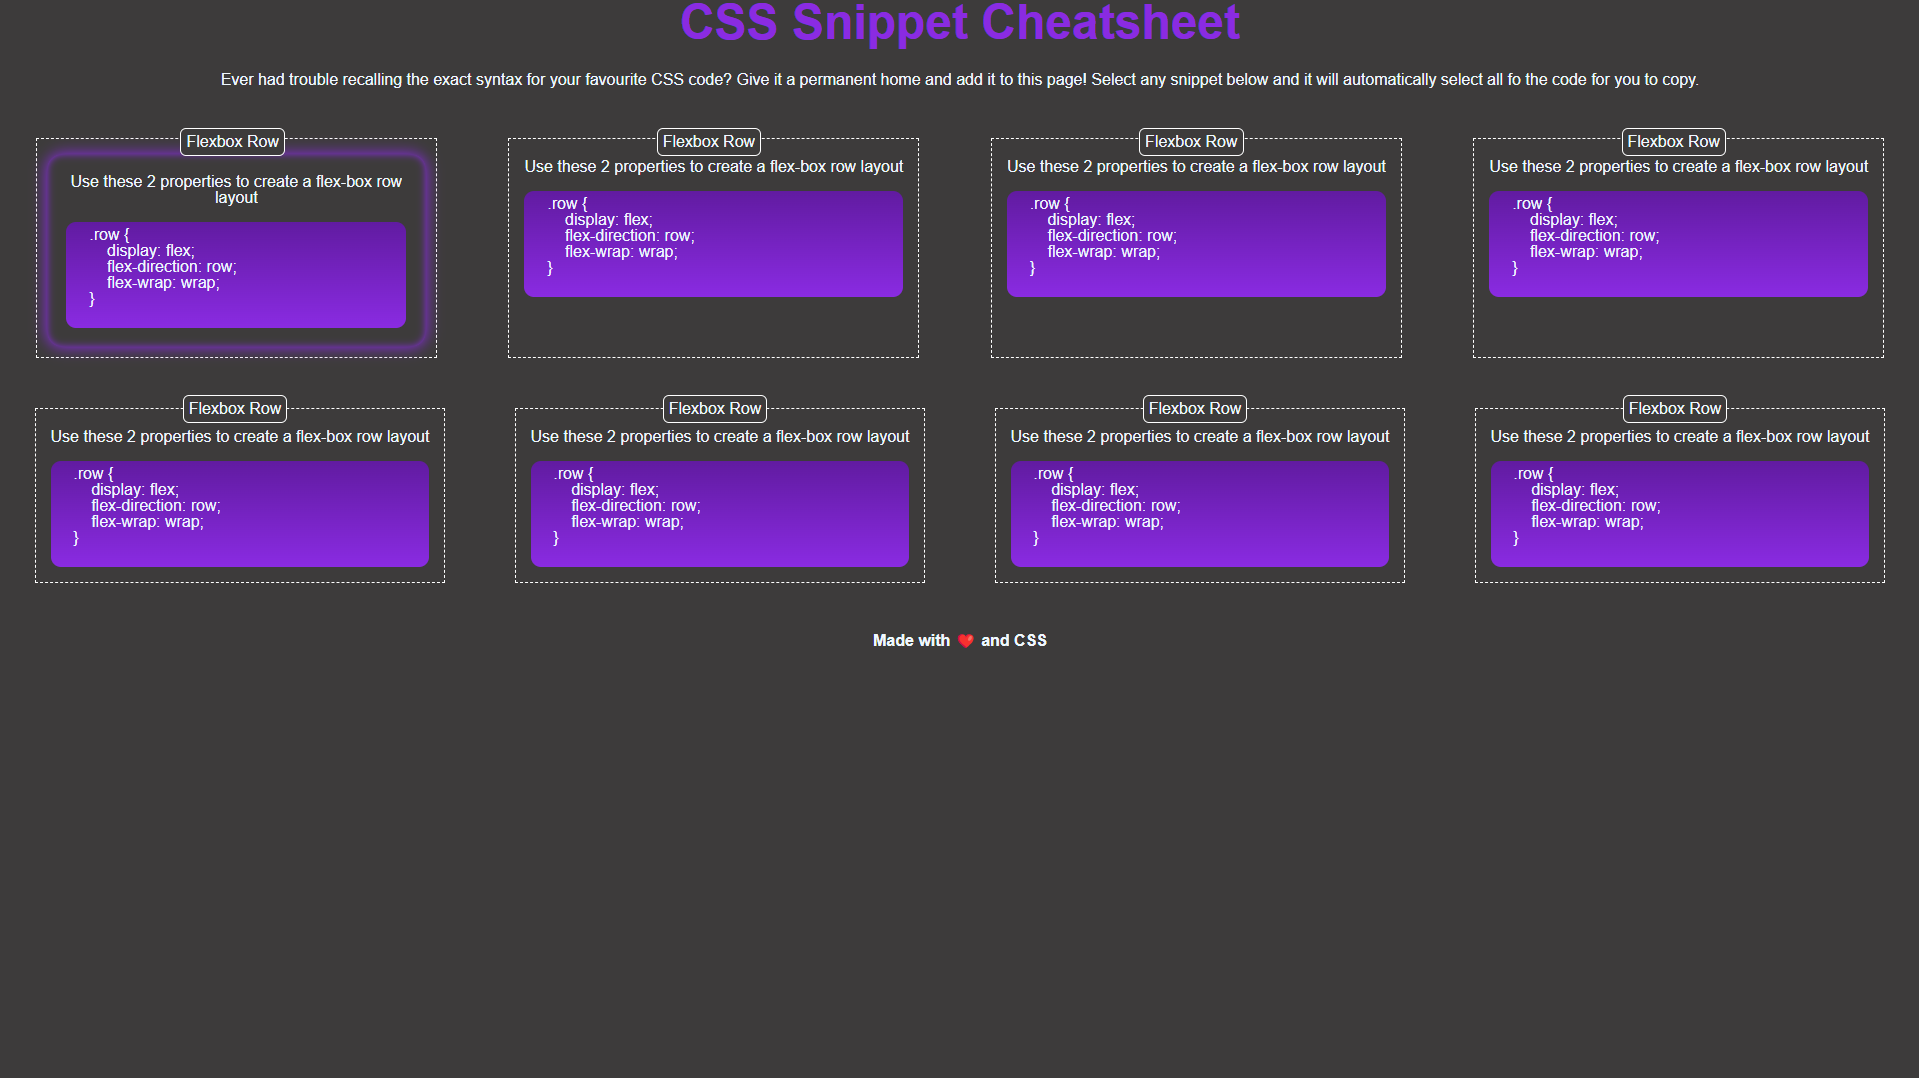 CSS Snippet Cheatsheet
Ever had trouble recalling the exact syntax for your favourite CSS code? Give it a permanent home and add it to this page! Select any snippet below and it will automatically select all fo the code for you to copy.
Flexbox Row
Use these 2 properties to create a flex-box row
layout
.row {
display: flex;
flex-direction: row;
flex-wrap: wrap;
}
Flexbox Row
Use these 2 properties to create a flex-box row layout
.row {
display: flex;
flex-direction: row;
flex-wrap: wrap;
}
Flexbox Row
Use these 2 properties to create a flex-box row layout
.row {
display: flex;
flex-direction: row;
flex-wrap: wrap;
}
Flexbox Row
Use these 2 properties to create a flex-box row layout
.row {
display: flex;
flex-direction: row;
flex-wrap: wrap;
}
Flexbox Row
Use these 2 properties to create a flex-box row layout
.row {
display: flex;
flex-direction: row;
flex-wrap: wrap;
}
Flexbox Row
Use these 2 properties to create a flex-box row layout
.row {
display: flex;
flex-direction: row;
flex-wrap: wrap;
}
Flexbox Row
Use these 2 properties to create a flex-box row layout
.row {
display: flex;
flex-direction: row;
flex-wrap: wrap;
}
Flexbox Row
Use these 2 properties to create a flex-box row layout
.row {
display: flex;
flex-direction: row;
flex-wrap: wrap;
}
Made with ❤️ and CSS